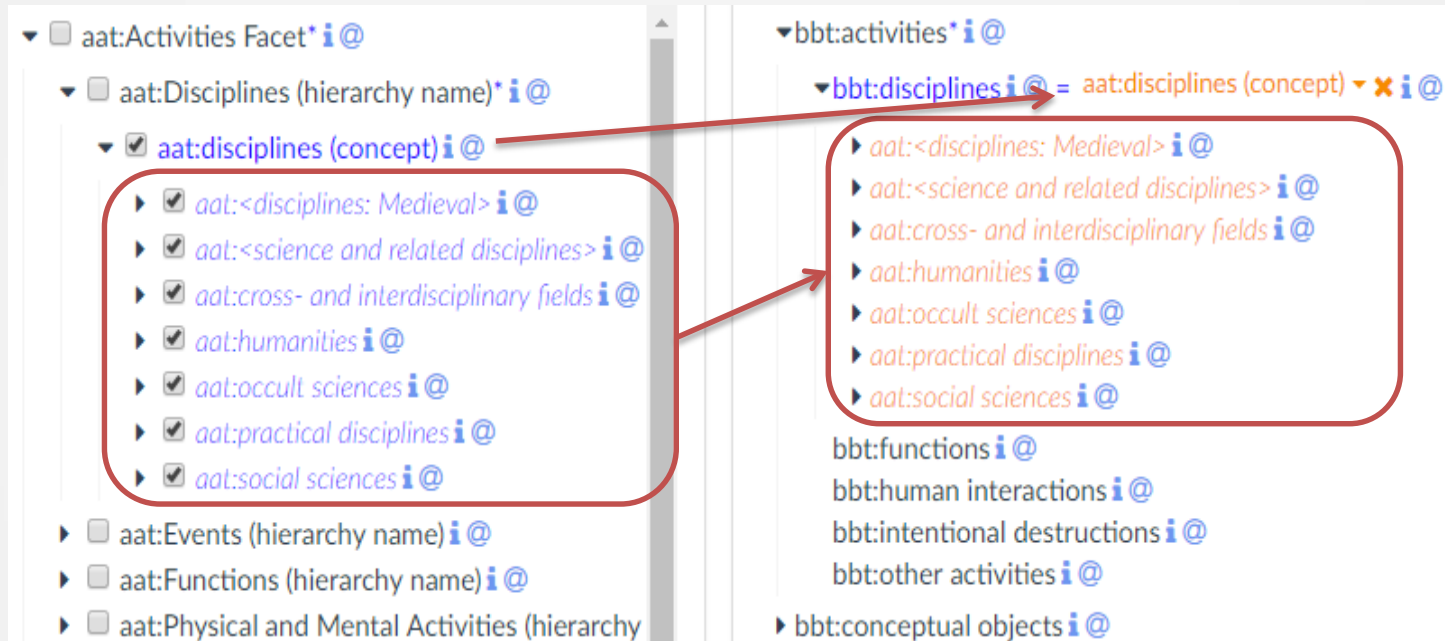 aat:Activities Facet* i @
aat:Disciplines (hierarchy name)* i @
aat:disciplines (concept) i @
aat:<disciplines: Medieval> i @
aat:<science and related disciplines> i @
aat:cross- and interdisciplinary fields i @
aat:humanities i @
aat:occult sciences i @
aat:practical disciplines i @
aat:social sciences i @
aat:Events (hierarchy name) i @
aat:Functions (hierarchy name) i @
aat:Physical and Mental Activities (hierarchy
bbt:activities* i @
bbt:disciplines i @ = aat:disciplines (concept) i @
aat:<disciplines: Medieval> i @
aat:<science and related disciplines> i @
aat:cross- and interdisciplinary fields i @
aat:humanities i @
aat:occult sciences i @
aat:practical disciplines i @
aat:social sciences i @
bbt:functions i @
bbt:human interactions i @
bbt:intentional destructions i @
bbt:other activities i @
bbt:conceptual objects i @